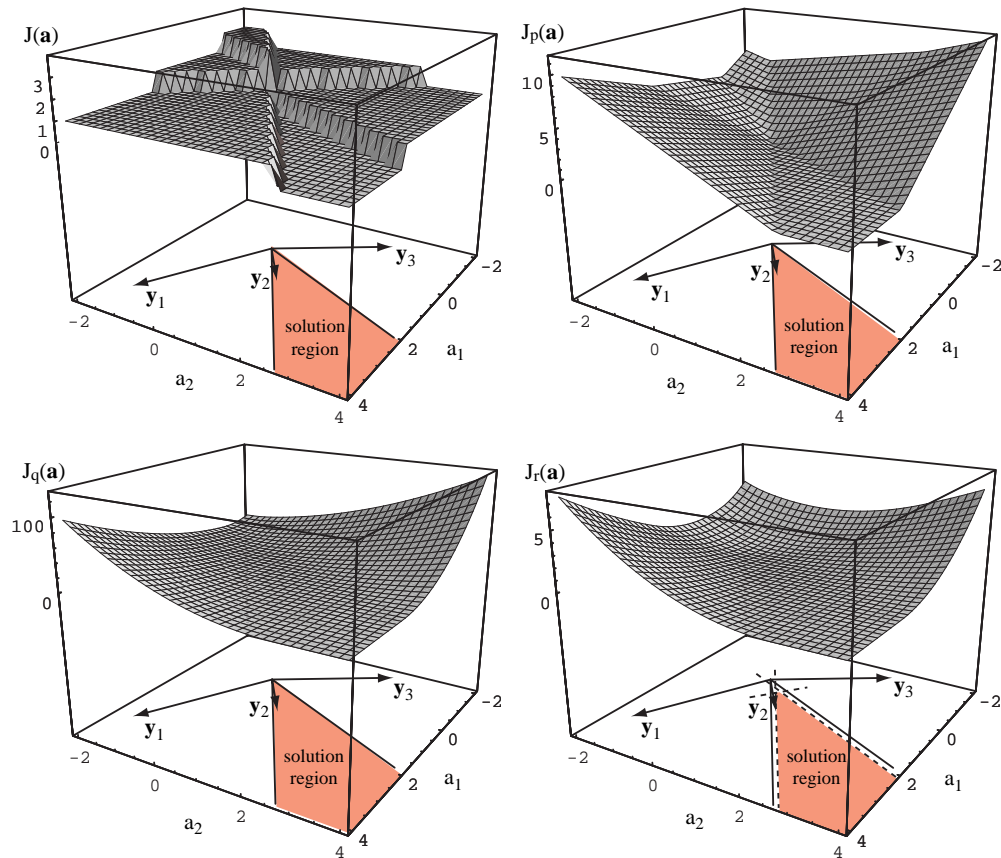 J(a)
3
2
1
0
y1
y2
y3
solution
region
-2
0
2
4
a2
-2
0
2
4
a1
Jp(a)
10
5
0
y1
y2
y3
solution
region
-2
0
2
4
a2
-2
0
2
4
a1
Jq(a)
100
0
y1
y2
y3
solution
region
-2
0
2
4
a2
-2
0
2
4
a1
Jr(a)
5
0
y1
y2
y3
solution
region
-2
0
2
4
a2
-2
0
2
4
a1